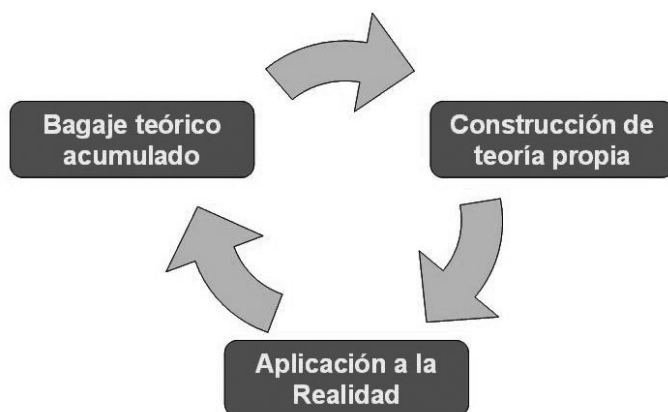 Bagaje teórico
acumulado
Construcción de
teoría propia
Aplicación a la
Realidad